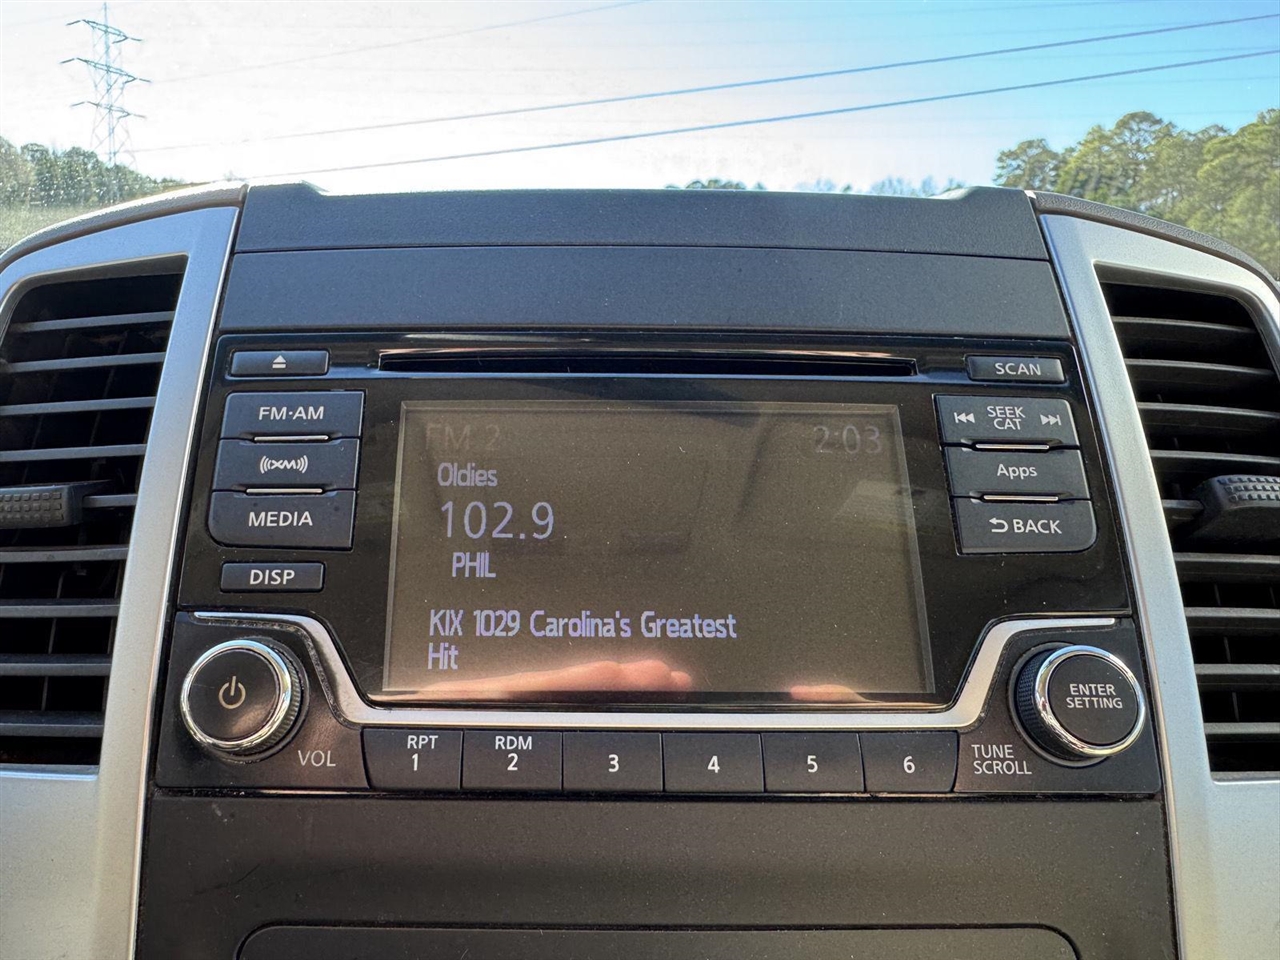 SCAN
FM·AM
SEEK
CAT
XM
Apps
MEDIA
BACK
DISP
FM 2
2:03
Oldies
102.9
PHIL
KIX 1029 Carolina's Greatest
Hit
VOL
RPT
1
RDM
2
3
4
5
6
ENTER
SETTING
TUNE
SCROLL